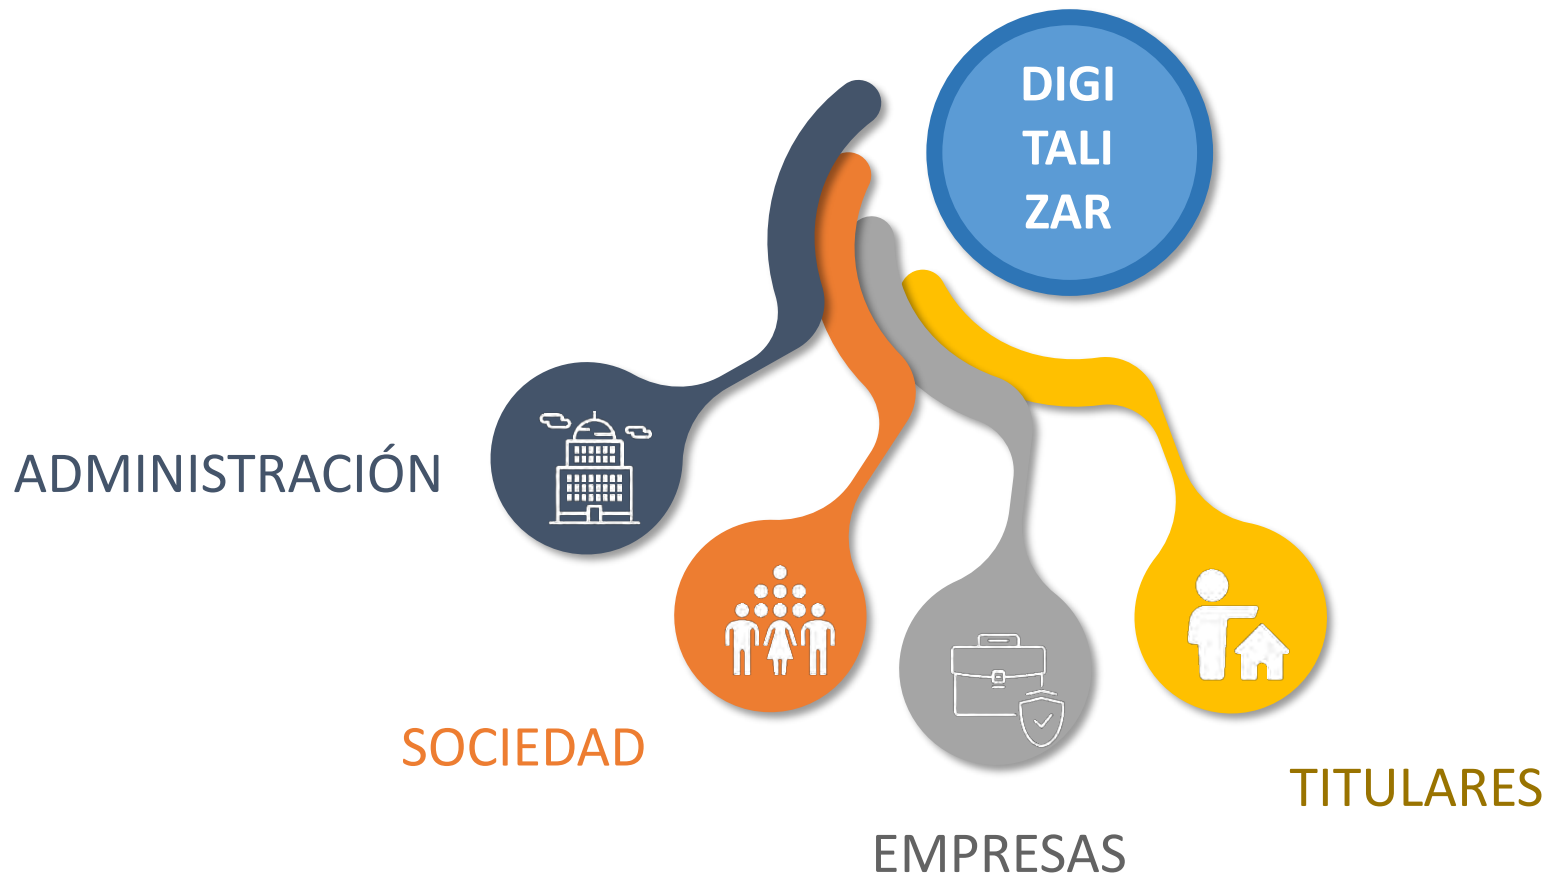 DIGI
TALI
ZAR
ADMINISTRACIÓN
SOCIEDAD
EMPRESAS
TITULARES